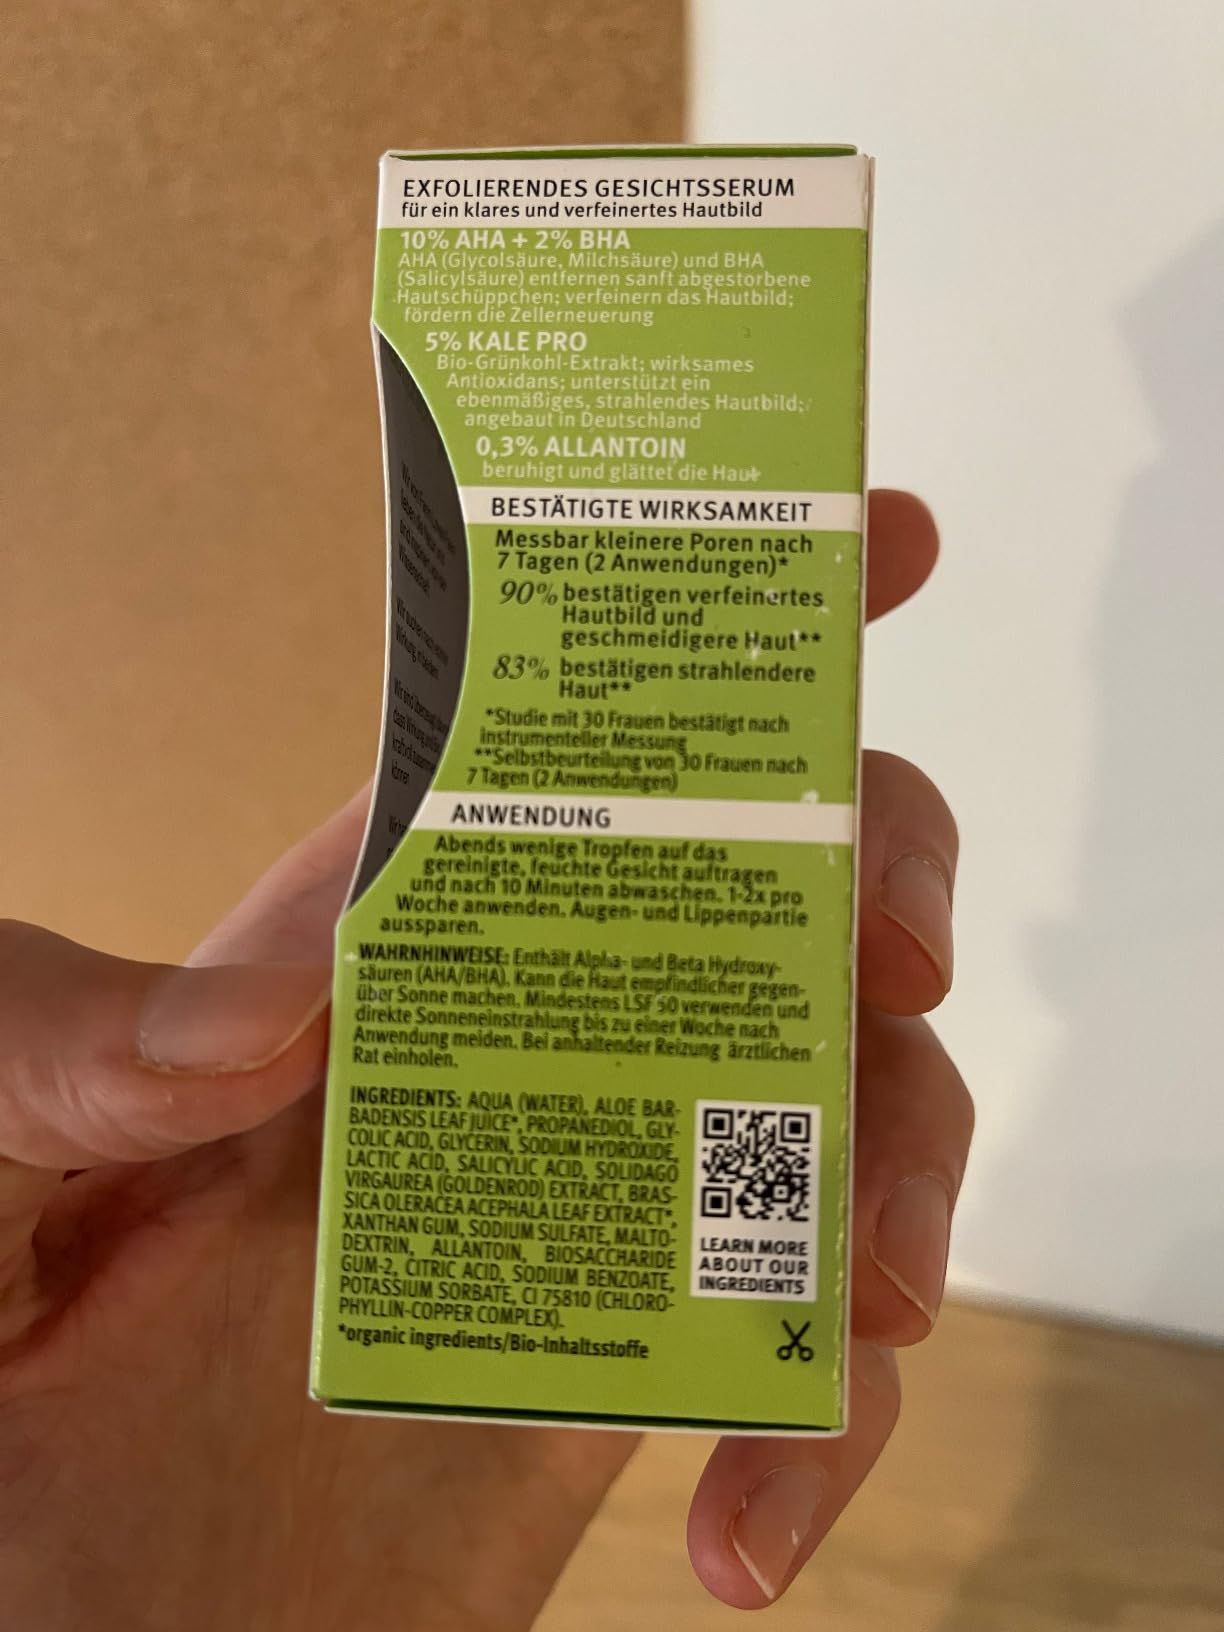 EXFOLIERENDES GESICHTSSERUM
für ein klares und verfeinertes Hautbild
10% AHA + 2% BHA
AHA (Glycolsäure, Milchsäure) und BHA
(Salicylsäure) entfernen sanft abgestorbene
Hautschüppchen; verfeinern das Hautbild;
fördern die Zellerneuerung
5% KALE PRO
Bio-Grünkohl-Extrakt; wirksames
Antioxidans; unterstützt ein
ebenmäßiges, strahlendes Hautbild;
angebaut in Deutschland
0,3% ALLANTOIN
beruhigt und glättet die Haut
BESTÄTIGTE WIRKSAMKEIT
Messbar kleinere Poren nach
7 Tagen (2 Anwendungen)*
90% bestätigen verfeinertes
Hautbild und
geschmeidigere Haut**
83% bestätigen strahlendere
Haut**
*Studie mit 30 Frauen bestätigt nach
instrumenteller Messung
**Selbstbeurteilung von 30 Frauen nach
7 Tagen (2 Anwendungen)
ANWENDUNG
Abends wenige Tropfen auf das
gereinigte, feuchte Gesicht auftragen
und nach 10 Minuten abwaschen. 1-2x pro
Woche anwenden. Augen- und Lippenpartie
aussparen.
WAHRNHINWEISE: Enthält Alpha- und Beta Hydroxy-
säuren (AHA/BHA). Kann die Haut empfindlicher gegen-
über Sonne machen. Mindestens LSF 50 verwenden und
direkte Sonneneinstrahlung bis zu einer Woche nach
Anwendung meiden. Bei anhaltender Reizung ärztlichen
Rat einholen.
INGREDIENTS: AQUA (WATER), ALOE BAR-
BADENSIS LEAF JUICE*, PROPANEDIOL, GLY-
COLIC ACID, GLYCERIN, SODIUM HYDROXIDE,
LACTIC ACID, SALICYLIC ACID, SOLIDAGO
VIRGAUREA (GOLDENROD) EXTRACT, BRAS-
SICA OLERACEA ACEPHALA LEAF EXTRACT*,
XANTHAN GUM, SODIUM SULFATE, MALTO-
DEXTRIN, ALLANTOIN, BIOSACCHARIDE
GUM-2, CITRIC ACID, SODIUM BENZOATE,
POTASSIUM SORBATE, CI 75810 (CHLORO-
PHYLLIN-COPPER COMPLEX).
*organic ingredients/Bio-Inhaltsstoffe
LEARN MORE
ABOUT OUR
INGREDIENTS